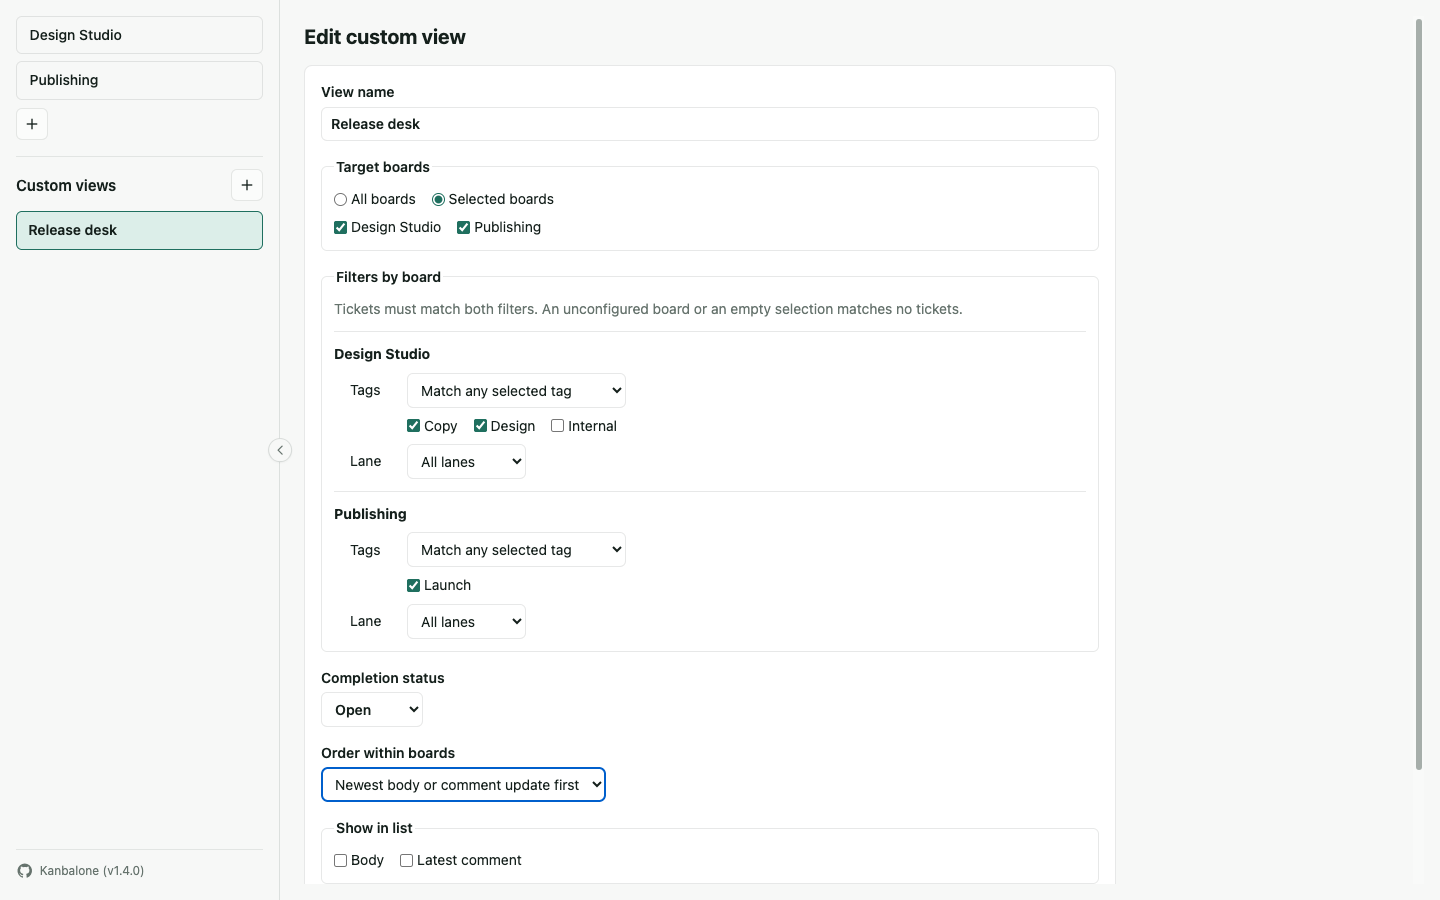 Design Studio
Publishing
Custom views
Release desk
Kanbalone (v1.4.0)
Edit custom view
View name
Release desk
Target boards
All boards Selected boards
Design Studio Publishing
Filters by board
Tickets must match both filters. An unconfigured board or an empty selection matches no tickets.
Design Studio
Tags Match any selected tag
Copy Design Internal
Lane All lanes
Publishing
Tags Match any selected tag
Launch
Lane All lanes
Completion status
Open
Order within boards
Newest body or comment update first
Show in list
Body Latest comment